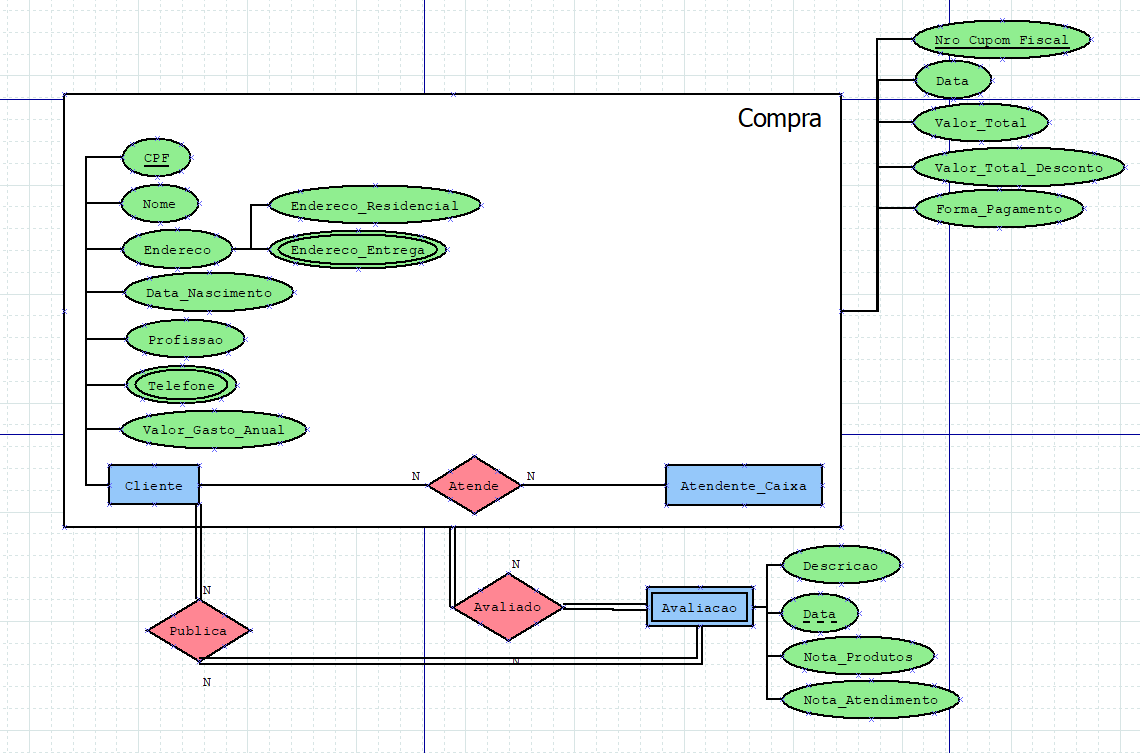 Nro_Cupom_Fiscal
Data
Compra
Valor_Total
CPF
Valor_Total_Desconto
Nome
Endereco_Residencial
Forma_Pagamento
Endereco
Endereco_Entrega
Data_Nascimento
Profissao
Telefone
Valor_Gasto_Anual
N
N
Cliente
Atende
Atendente_Caixa
N
Descricao
N
Avaliado
Avaliacao
Data
Publica
N
Nota_Produtos
N
Nota_Atendimento